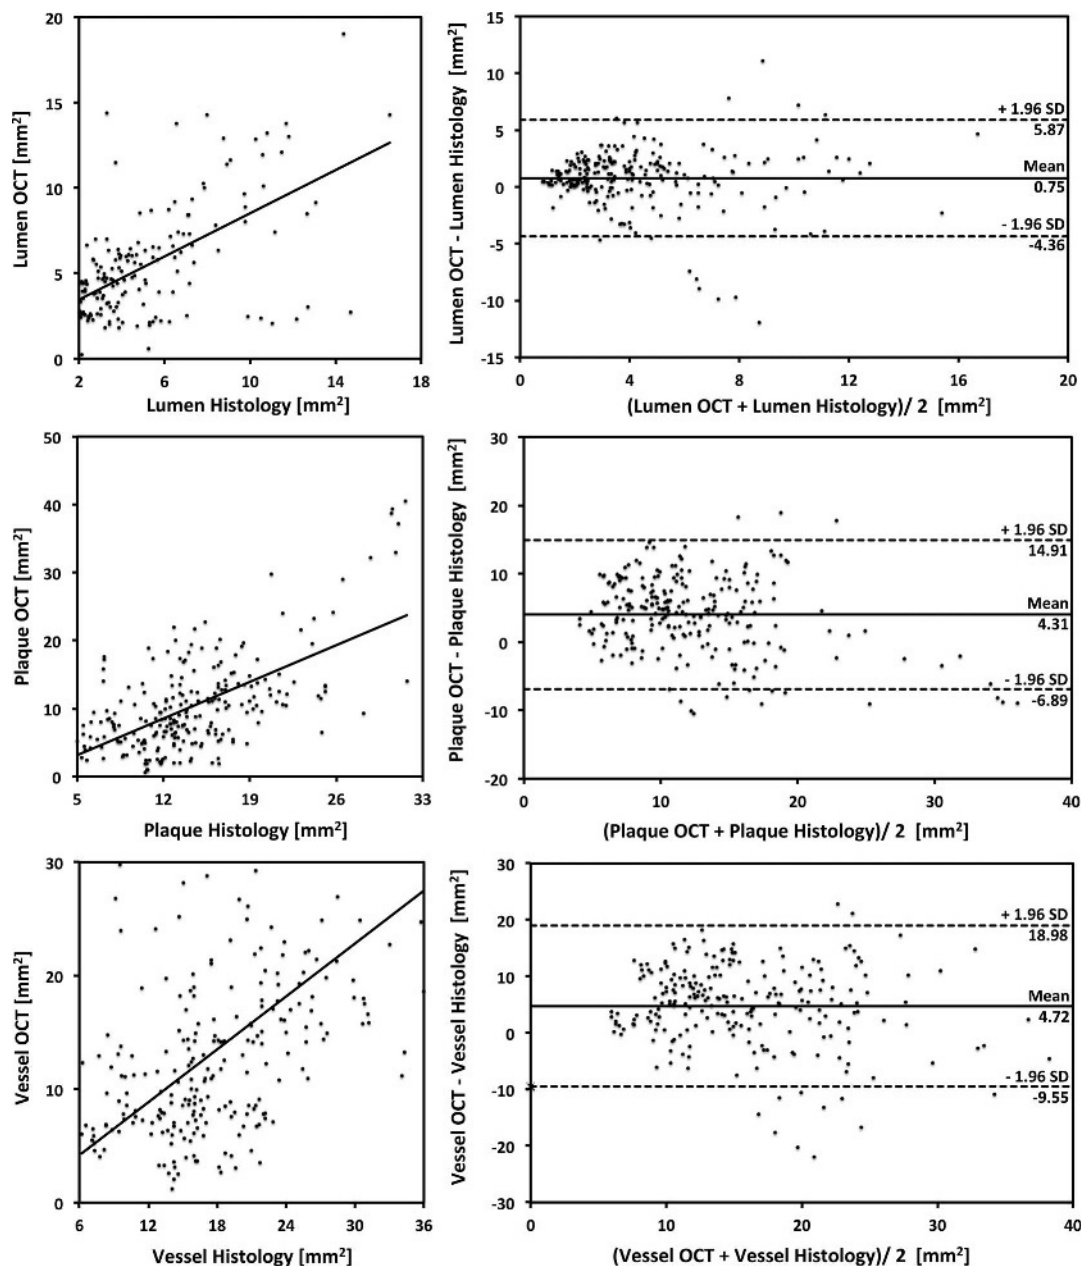 20
15
10
5
0
Lumen OCT [mm²]
2 6 10 14 18
Lumen Histology [mm²]
15
10
5
0
-5
-10
-15
Lumen OCT - Lumen Histology [mm²]
+ 1.96 SD
5.87
Mean
0.75
- 1.96 SD
-4.36
0 4 8 12 16 20
(Lumen OCT + Lumen Histology)/ 2 [mm²]
50
40
30
20
10
0
Plaque OCT [mm²]
5 12 19 26 33
Plaque Histology [mm²]
30
20
10
0
-10
-20
Plaque OCT - Plaque Histology [mm²]
+ 1.96 SD
14.91
Mean
4.31
- 1.96 SD
-6.89
0 10 20 30 40
(Plaque OCT + Plaque Histology)/ 2 [mm²]
30
20
10
0
Vessel OCT [mm²]
6 12 18 24 30 36
Vessel Histology [mm²]
30
20
10
0
-10
-20
-30
Vessel OCT - Vessel Histology [mm²]
+ 1.96 SD
18.98
Mean
4.72
- 1.96 SD
-9.55
0 10 20 30 40
(Vessel OCT + Vessel Histology)/ 2 [mm²]